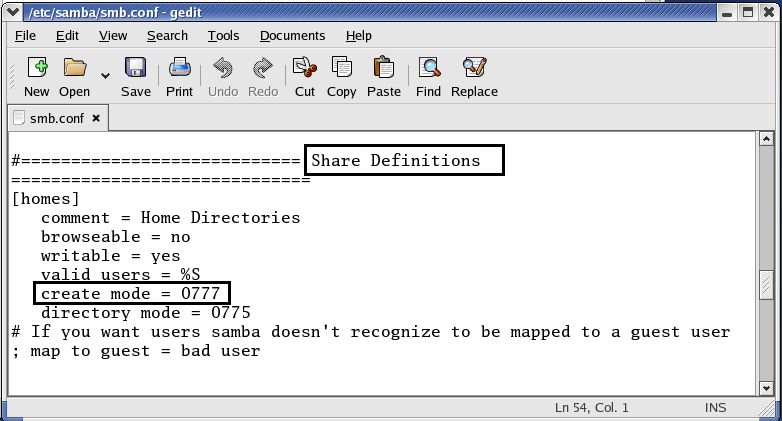 /etc/samba/smb.conf - gedit
File Edit View Search Tools Documents Help
New Open Save Print Undo Redo Cut Copy Paste Find Replace
smb.conf
#============================ Share Definitions
==============================
[homes]
comment = Home Directories
browseable = no
writable = yes
valid users = %S
create mode = 0777
directory mode = 0775
# If you want users samba doesn't recognize to be mapped to a guest user
; map to guest = bad user
Ln 54, Col. 1 INS